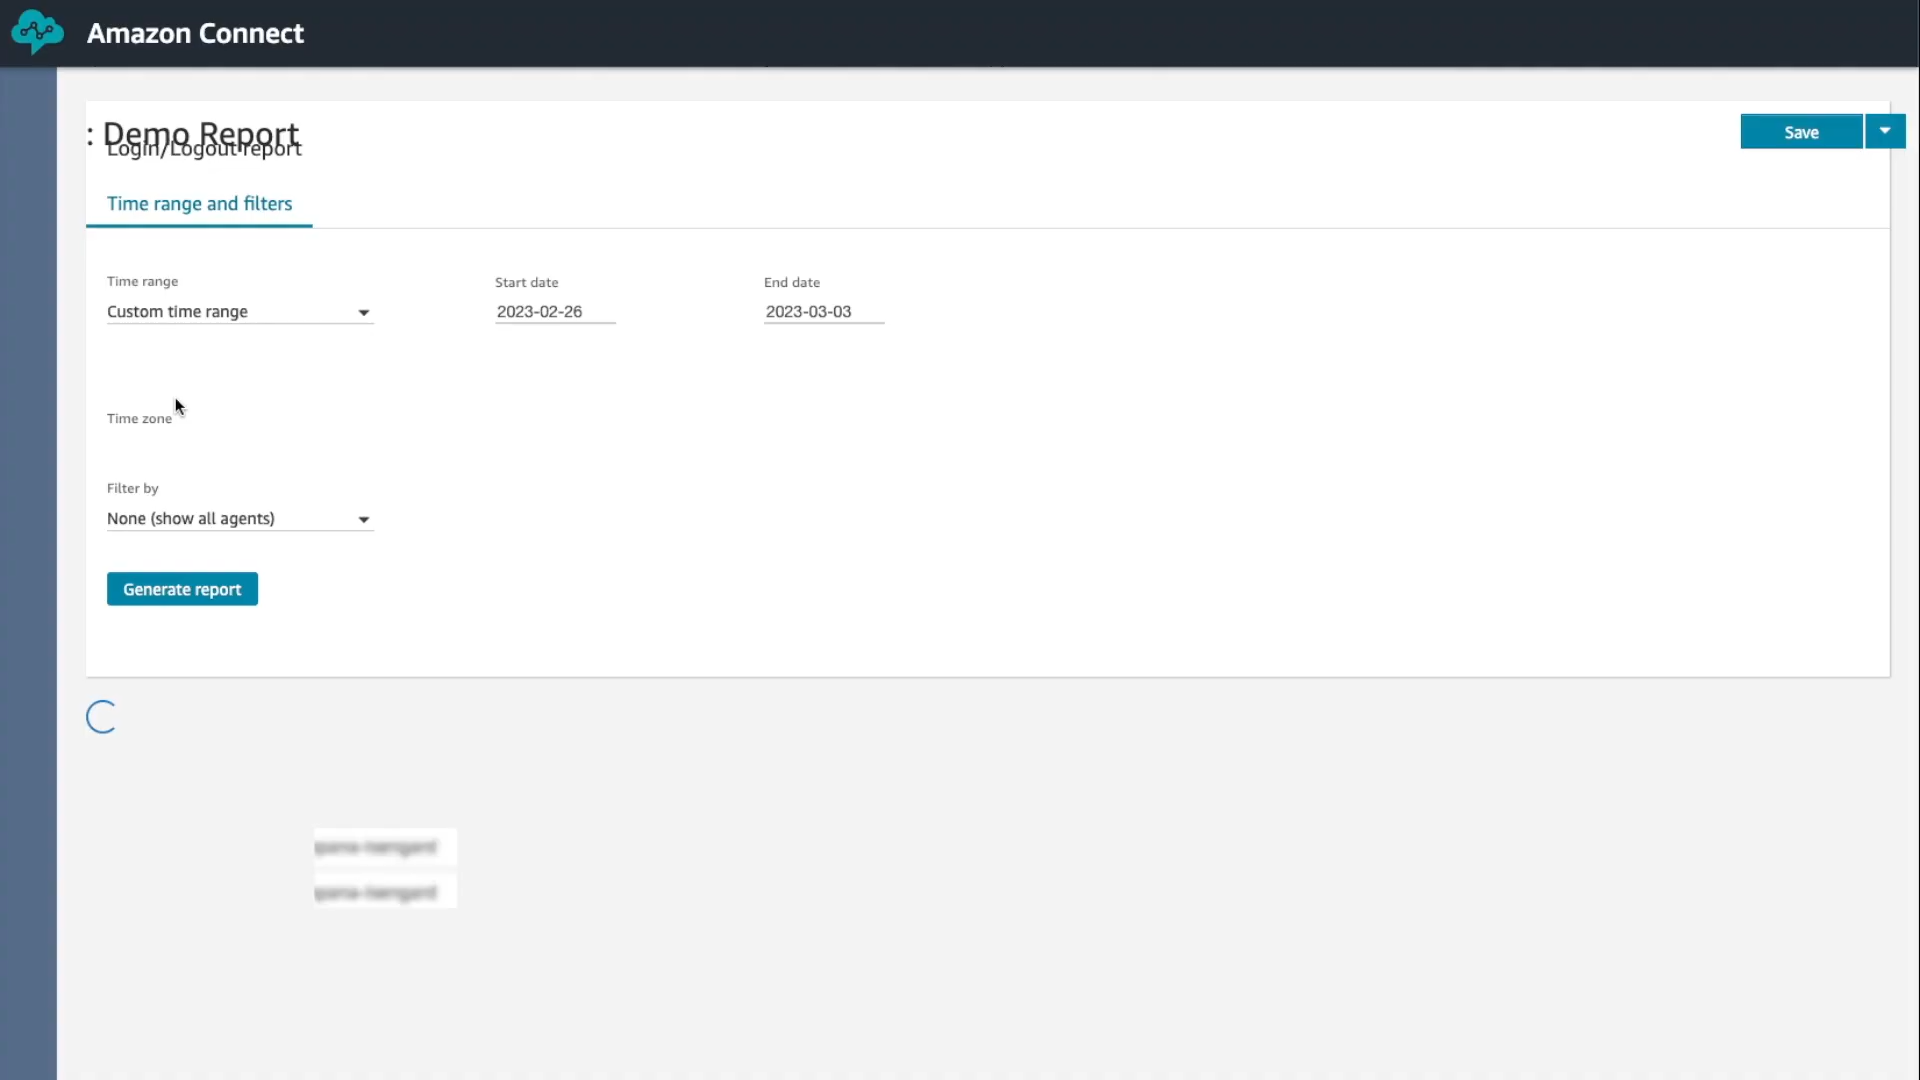 Amazon Connect
: Demo Report
Save
Login/Logout report
Time range and filters
Time range
Start date
End date
Custom time range
2023-02-26
2023-03-03
Time zone
Filter by
None (show all agents)
Generate report